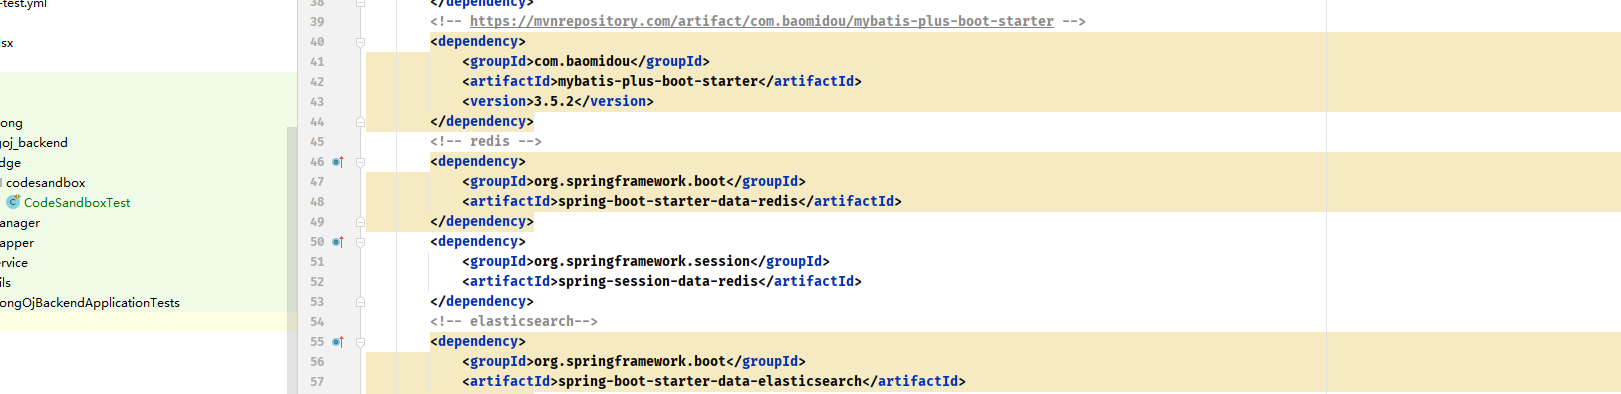 -test.yml
lsx
ong
joj_backend
dge
codesandbox
CodeSandboxTest
anager
apper
ervice
ils
ongOjBackendApplicationTests
38 </dependency>
39 <!-- https://mvnrepository.com/artifact/com.baomidou/mybatis-plus-boot-starter -->
40 <dependency>
41 <groupId>com.baomidou</groupId>
42 <artifactId>mybatis-plus-boot-starter</artifactId>
43 <version>3.5.2</version>
44 </dependency>
45 <!-- redis -->
46 <dependency>
47 <groupId>org.springframework.boot</groupId>
48 <artifactId>spring-boot-starter-data-redis</artifactId>
49 </dependency>
50 <dependency>
51 <groupId>org.springframework.session</groupId>
52 <artifactId>spring-session-data-redis</artifactId>
53 </dependency>
54 <!-- elasticsearch-->
55 <dependency>
56 <groupId>org.springframework.boot</groupId>
57 <artifactId>spring-boot-starter-data-elasticsearch</artifactId>